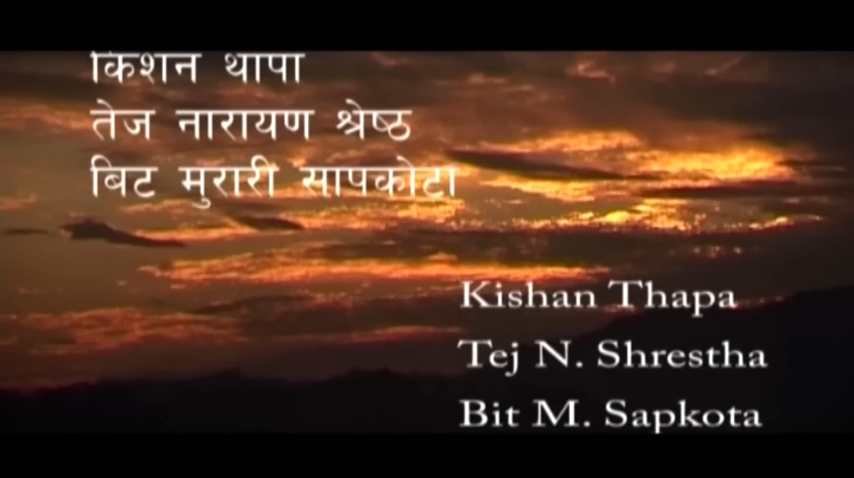 किशन थापा
तेज नारायण श्रेष्ठ
बिट मुरारी सापकोटा
Kishan Thapa
Tej N. Shrestha
Bit M. Sapkota